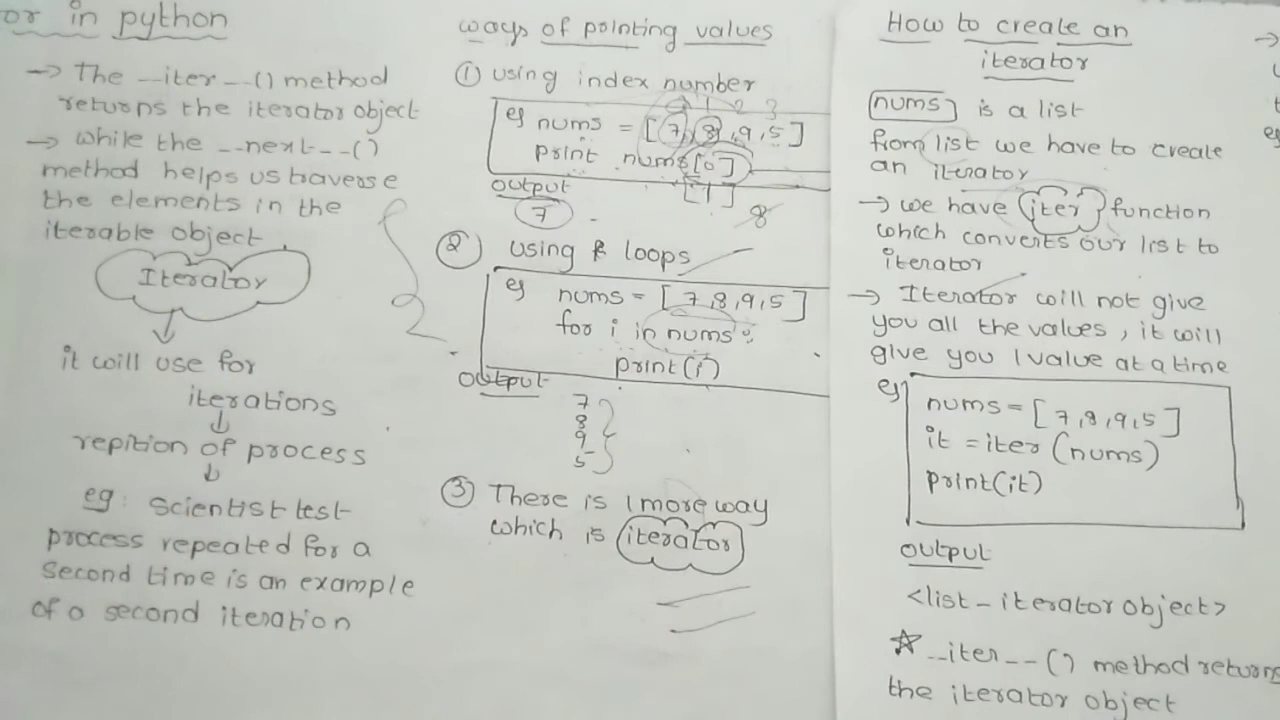 or in python
→ The __iter__() method
returns the iterator object
→ while the __next__()
method helps us traverse
the elements in the
iterable object.
Iterator
it will use for
iterations
repition of process
eg: Scientist test
process repeated for a
second time is an example
of a second iteration
ways of printing values
① using index number
0 1 2 3
eg nums = [7,8,9,5]
print nums[0]
output [1]
7 8
② using loops
eg nums = [7,8,9,5]
for i in nums:
print(i)
output
7
8
9
5
③ There is 1 more way
which is iterator
How to create an
iterator
nums is a list
from list we have to create
an iterator
→ we have iter function
which converts our list to
iterator
→ Iterator will not give
you all the values, it will
give you 1 value at a time
eg
nums = [7,8,9,5]
it = iter(nums)
print(it)
output
<list-iterator object>
☆ __iter__() method returns
the iterator object
→
eg